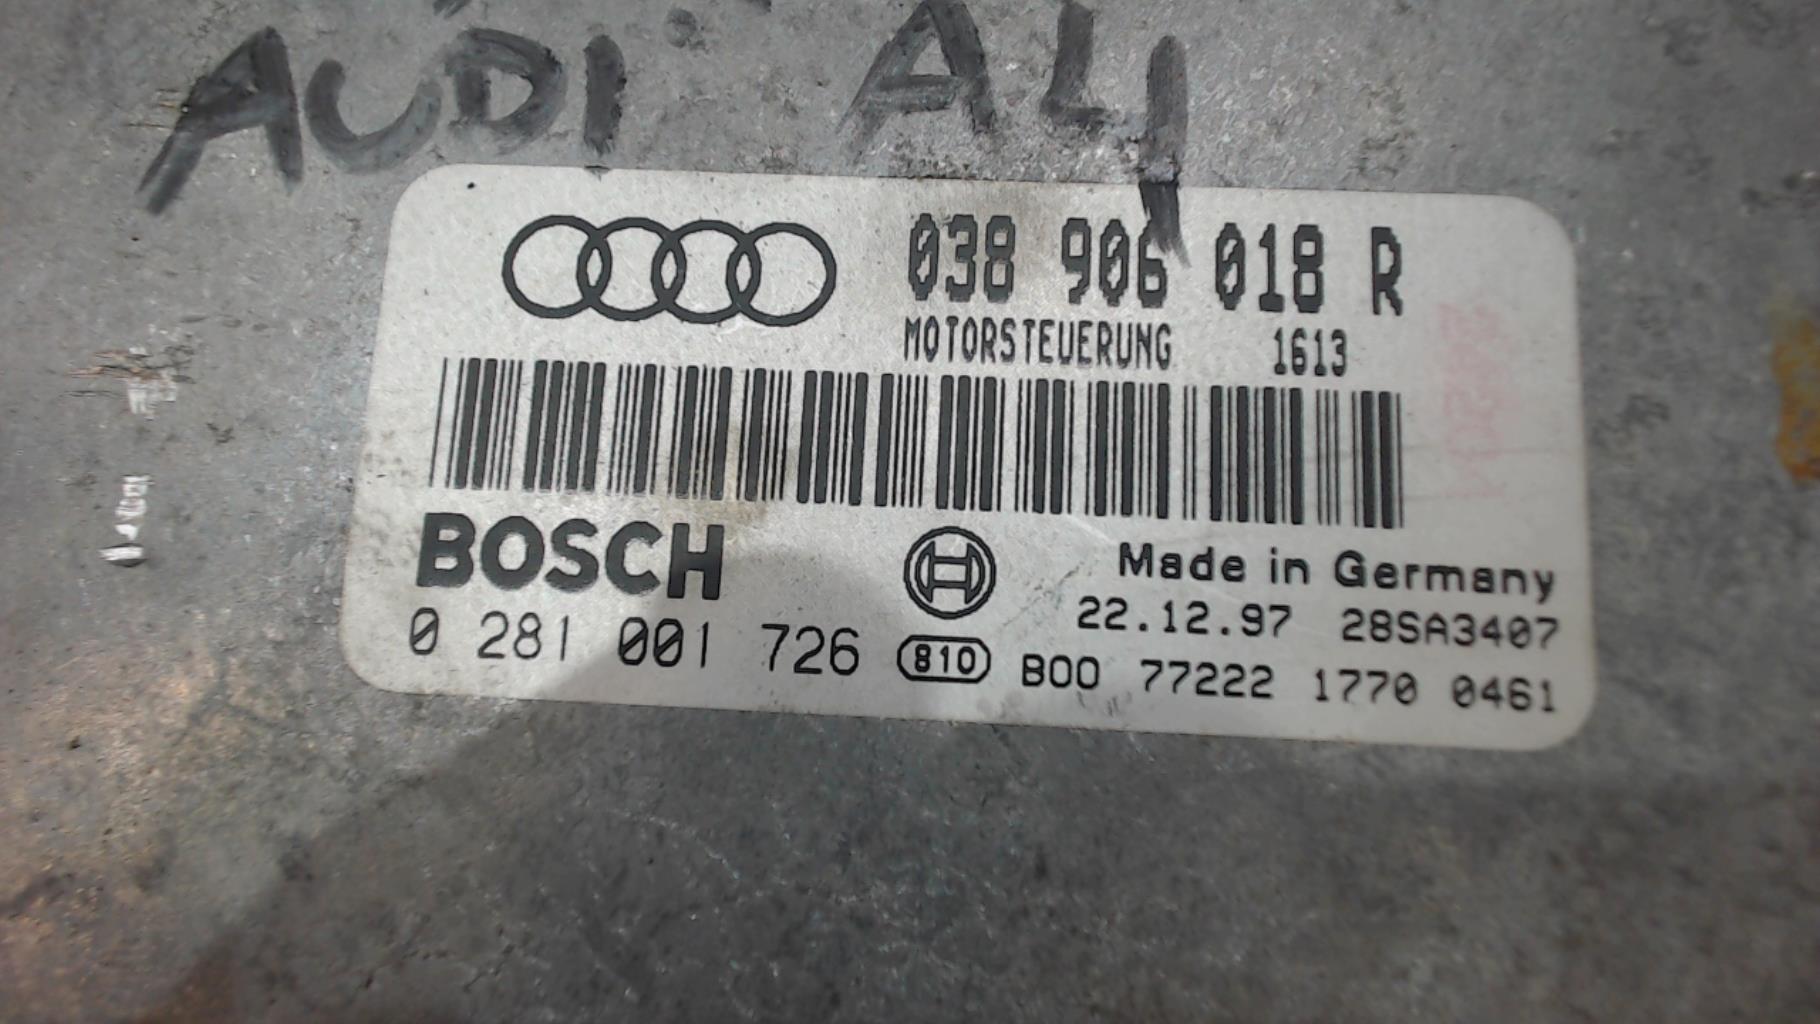 AUDI A4
038 906 018 R
MOTORSTEUERUNG 1613
BOSCH
Made in Germany
22.12.97 28SA3407
0 281 001 726 810 B00 77222 1770 0461